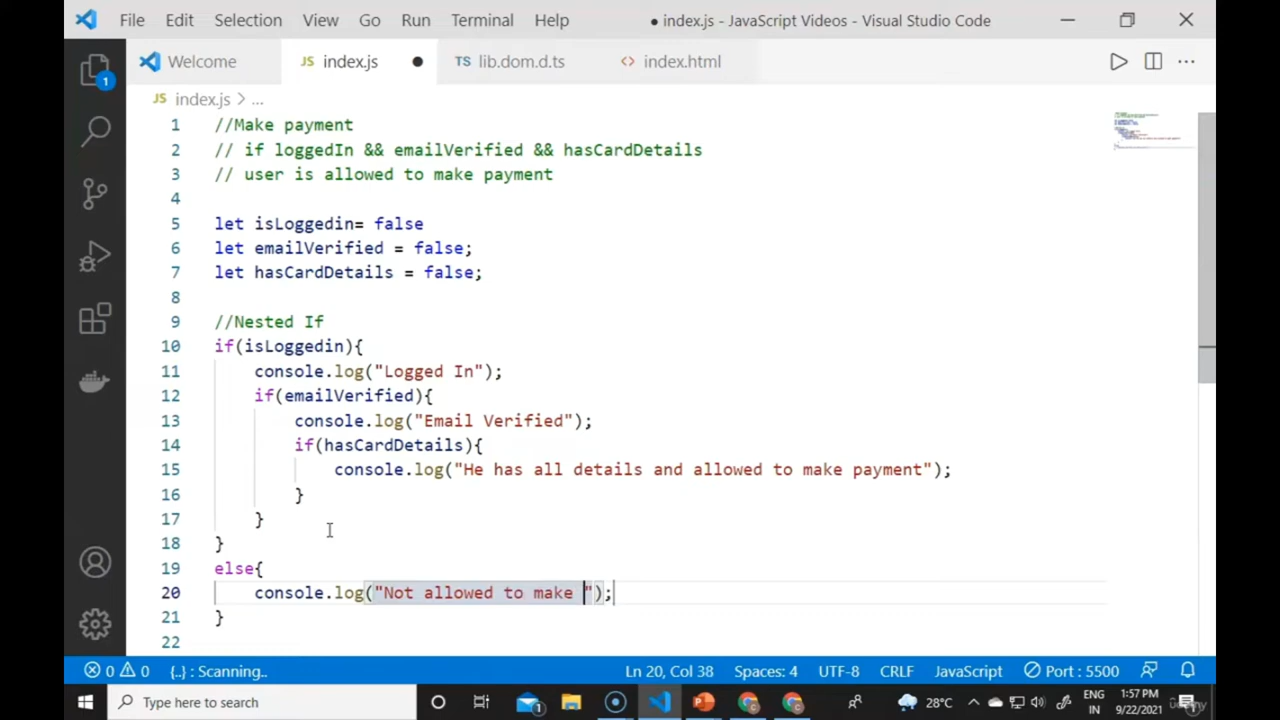 File Edit Selection View Go Run Terminal Help ● index.js - JavaScript Videos - Visual Studio Code
Welcome JS index.js ● TS lib.dom.d.ts <> index.html
1
JS index.js > ...
1 //Make payment
2 // if loggedIn && emailVerified && hasCardDetails
3 // user is allowed to make payment
4
5 let isLoggedin= false
6 let emailVerified = false;
7 let hasCardDetails = false;
8
9 //Nested If
10 if(isLoggedin){
11 console.log("Logged In");
12 if(emailVerified){
13 console.log("Email Verified");
14 if(hasCardDetails){
15 console.log("He has all details and allowed to make payment");
16 }
17 }
18 }
19 else{
20 console.log("Not allowed to make ");
21 }
22
0 0 {..} : Scanning.. Ln 20, Col 38 Spaces: 4 UTF-8 CRLF JavaScript Port : 5500
Type here to search 1 28°C ENG IN 1:57 PM 9/22/2021